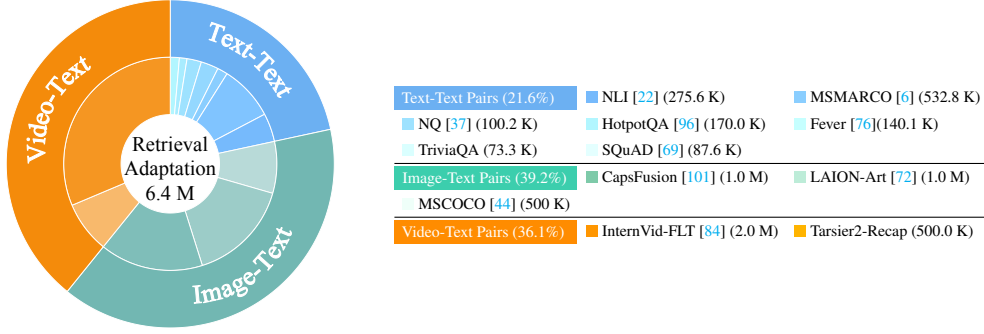 Video-Text
Text-Text
Image-Text
Retrieval
Adaptation
6.4 M
Text-Text Pairs (21.6%) NLI [22] (275.6 K) MSMARCO [6] (532.8 K)
NQ [37] (100.2 K) HotpotQA [96] (170.0 K) Fever [76](140.1 K)
TriviaQA (73.3 K) SQuAD [69] (87.6 K)
Image-Text Pairs (39.2%) CapsFusion [101] (1.0 M) LAION-Art [72] (1.0 M)
MSCOCO [44] (500 K)
Video-Text Pairs (36.1%) InternVid-FLT [84] (2.0 M) Tarsier2-Recap (500.0 K)